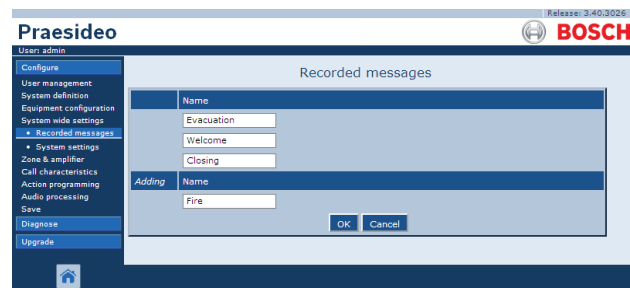 Release: 3.40.3026
Praesideo
BOSCH
User: admin
Configure
User management
System definition
Equipment configuration
System wide settings
• Recorded messages
• System settings
Zone & amplifier
Call characteristics
Action programming
Audio processing
Save
Diagnose
Upgrade
Recorded messages
Name
Evacuation
Welcome
Closing
Adding Name
Fire
OK Cancel